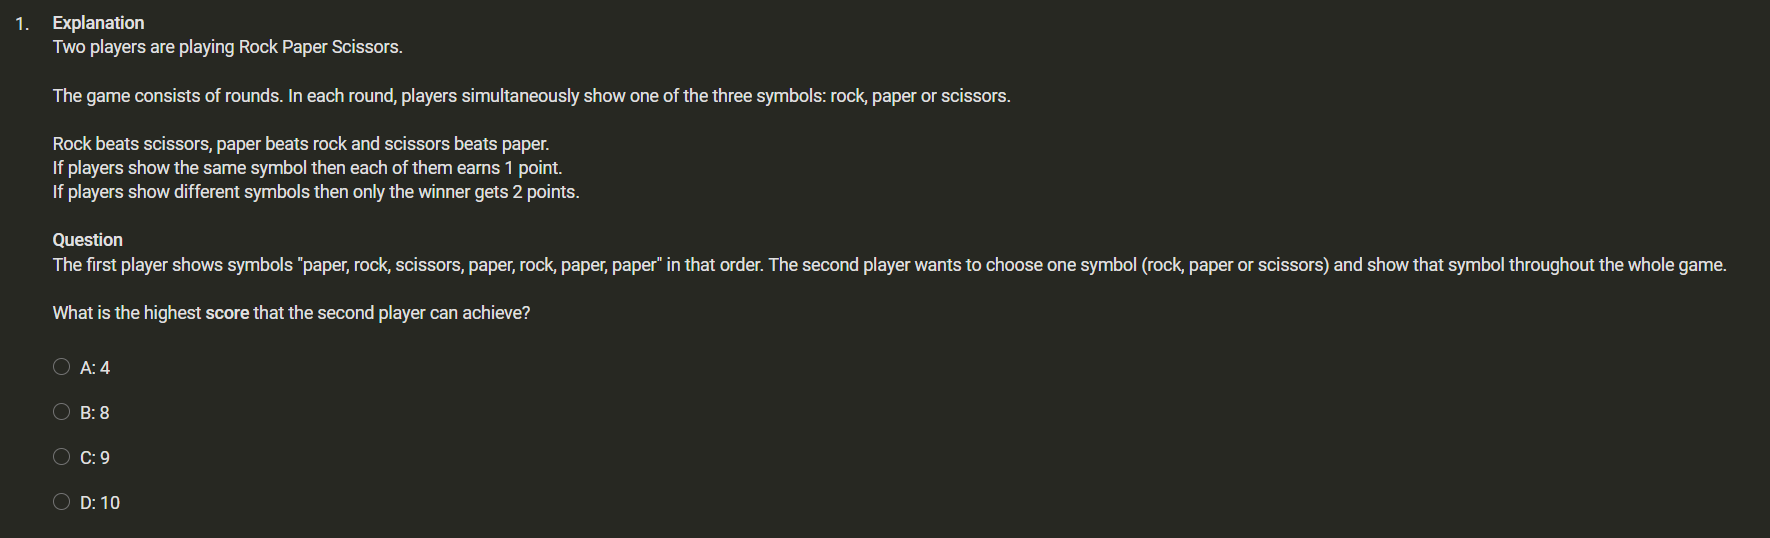 1. Explanation
Two players are playing Rock Paper Scissors.
The game consists of rounds. In each round, players simultaneously show one of the three symbols: rock, paper or scissors.
Rock beats scissors, paper beats rock and scissors beats paper.
If players show the same symbol then each of them earns 1 point.
If players show different symbols then only the winner gets 2 points.
Question
The first player shows symbols "paper, rock, scissors, paper, rock, paper, paper" in that order. The second player wants to choose one symbol (rock, paper or scissors) and show that symbol throughout the whole game.
What is the highest score that the second player can achieve?
A: 4
B: 8
C: 9
D: 10